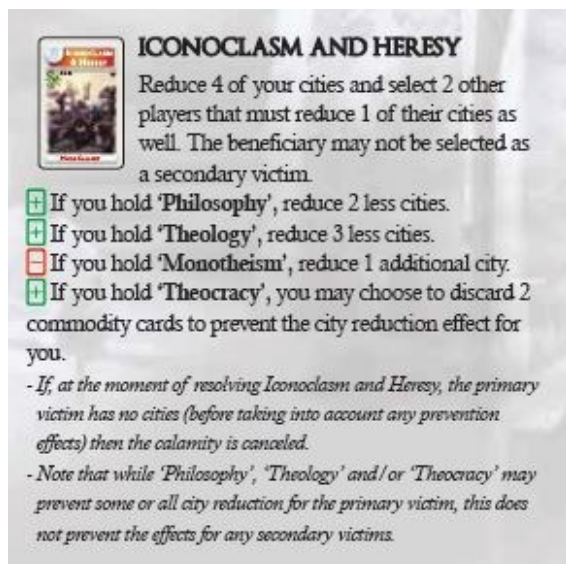 ICONOCLASM AND HERESY
ICONOCLASM
& HERESY
Reduce 4 of your cities and select 2 other
players that must reduce 1 of their cities as
well. The beneficiary may not be selected as
a secondary victim.
+ If you hold ‘Philosophy’, reduce 2 less cities.
+ If you hold ‘Theology’, reduce 3 less cities.
− If you hold ‘Monotheism’, reduce 1 additional city.
+ If you hold ‘Theocracy’, you may choose to discard 2
commodity cards to prevent the city reduction effect for
you.
- If, at the moment of resolving Iconoclasm and Heresy, the primary
victim has no cities (before taking into account any prevention
effects) then the calamity is canceled.
- Note that while ‘Philosophy’, ‘Theology’ and/or ‘Theocracy’ may
prevent some or all city reduction for the primary victim, this does
not prevent the effects for any secondary victims.